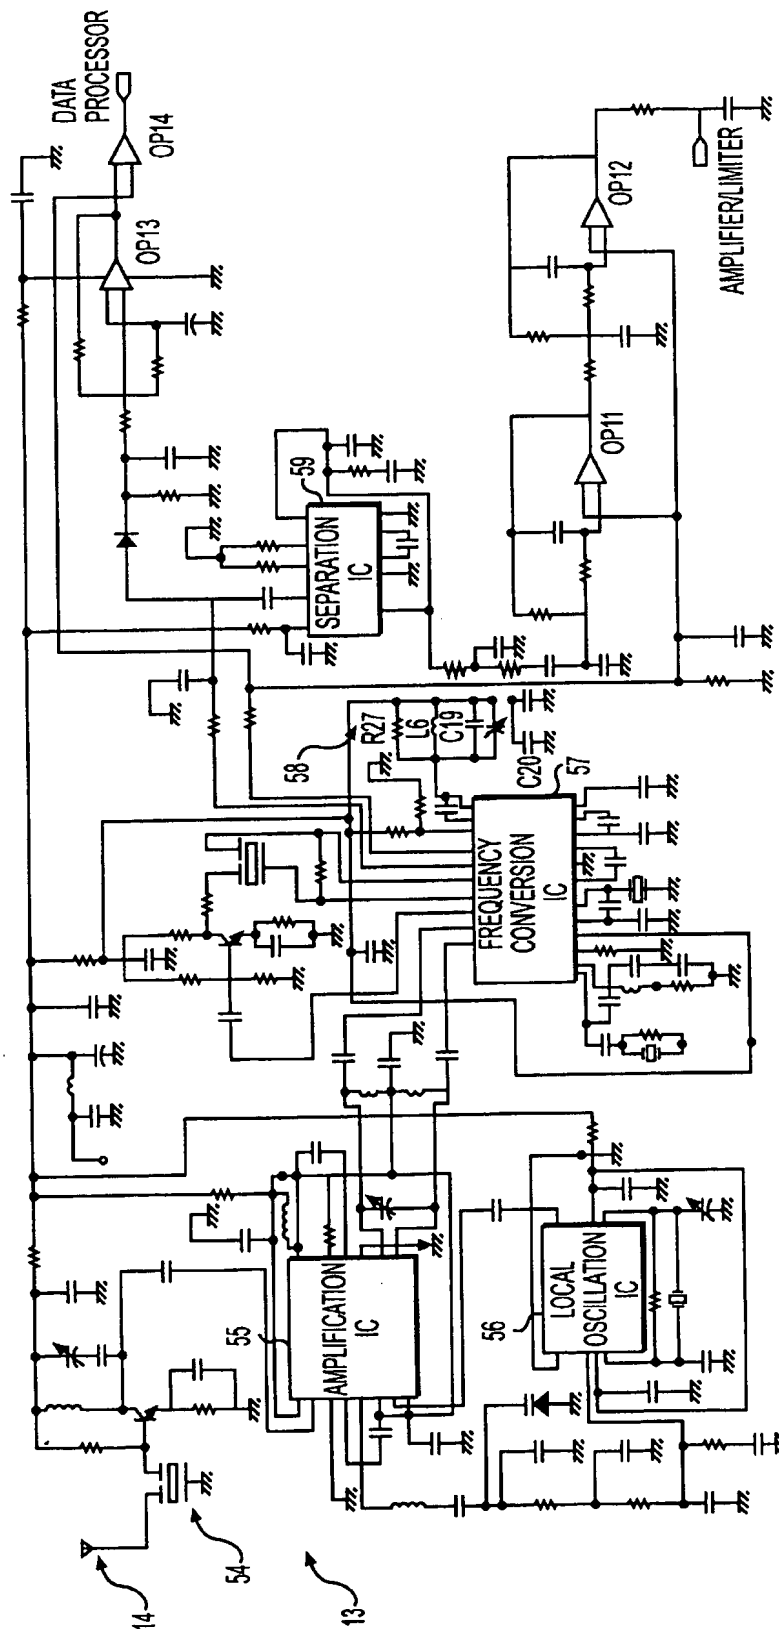 14
54
13
55
AMPLIFICATION
IC
56
LOCAL
OSCILLATION
IC
58
R27
L6
C19
C20
57
FREQUENCY
CONVERSION
IC
59
SEPARATION
IC
OP13
OP14
DATA
PROCESSOR
OP11
OP12
AMPLIFIER/LIMITER